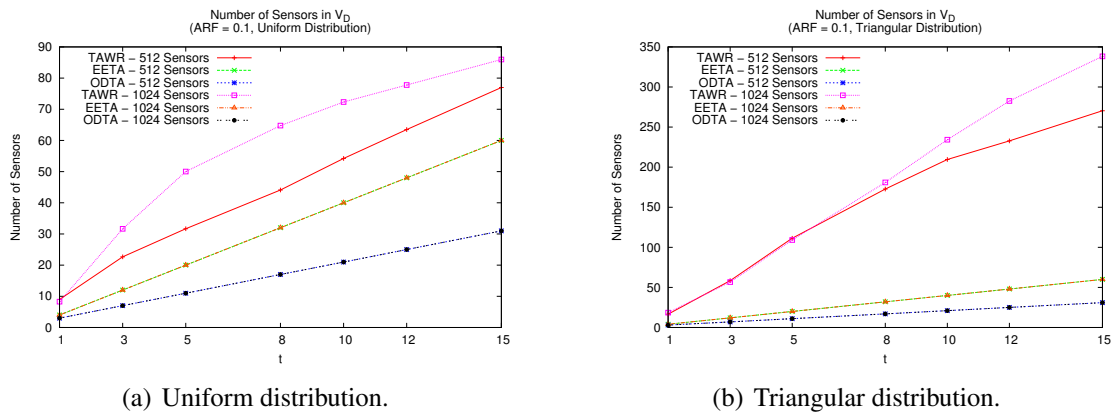 Number of Sensors in V_D
(ARF = 0.1, Uniform Distribution)
90
80
70
60
50
40
30
20
10
0
Number of Sensors
TAWR – 512 Sensors
EETA – 512 Sensors
ODTA – 512 Sensors
TAWR – 1024 Sensors
EETA – 1024 Sensors
ODTA – 1024 Sensors
1 3 5 8 10 12 15
t
(a) Uniform distribution.
Number of Sensors in V_D
(ARF = 0.1, Triangular Distribution)
350
300
250
200
150
100
50
0
Number of Sensors
TAWR – 512 Sensors
EETA – 512 Sensors
ODTA – 512 Sensors
TAWR – 1024 Sensors
EETA – 1024 Sensors
ODTA – 1024 Sensors
1 3 5 8 10 12 15
t
(b) Triangular distribution.